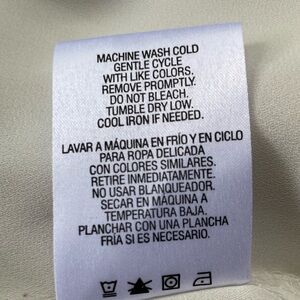 MACHINE WASH COLD
GENTLE CYCLE
WITH LIKE COLORS.
REMOVE PROMPTLY.
DO NOT BLEACH.
TUMBLE DRY LOW.
COOL IRON IF NEEDED.
LAVAR A MÁQUINA EN FRÍO Y EN CICLO
PARA ROPA DELICADA
CON COLORES SIMILARES.
RETIRE INMEDIATAMENTE.
NO USAR BLANQUEADOR.
SECAR EN MÁQUINA A
TEMPERATURA BAJA.
PLANCHAR CON UNA PLANCHA
FRÍA SI ES NECESARIO.